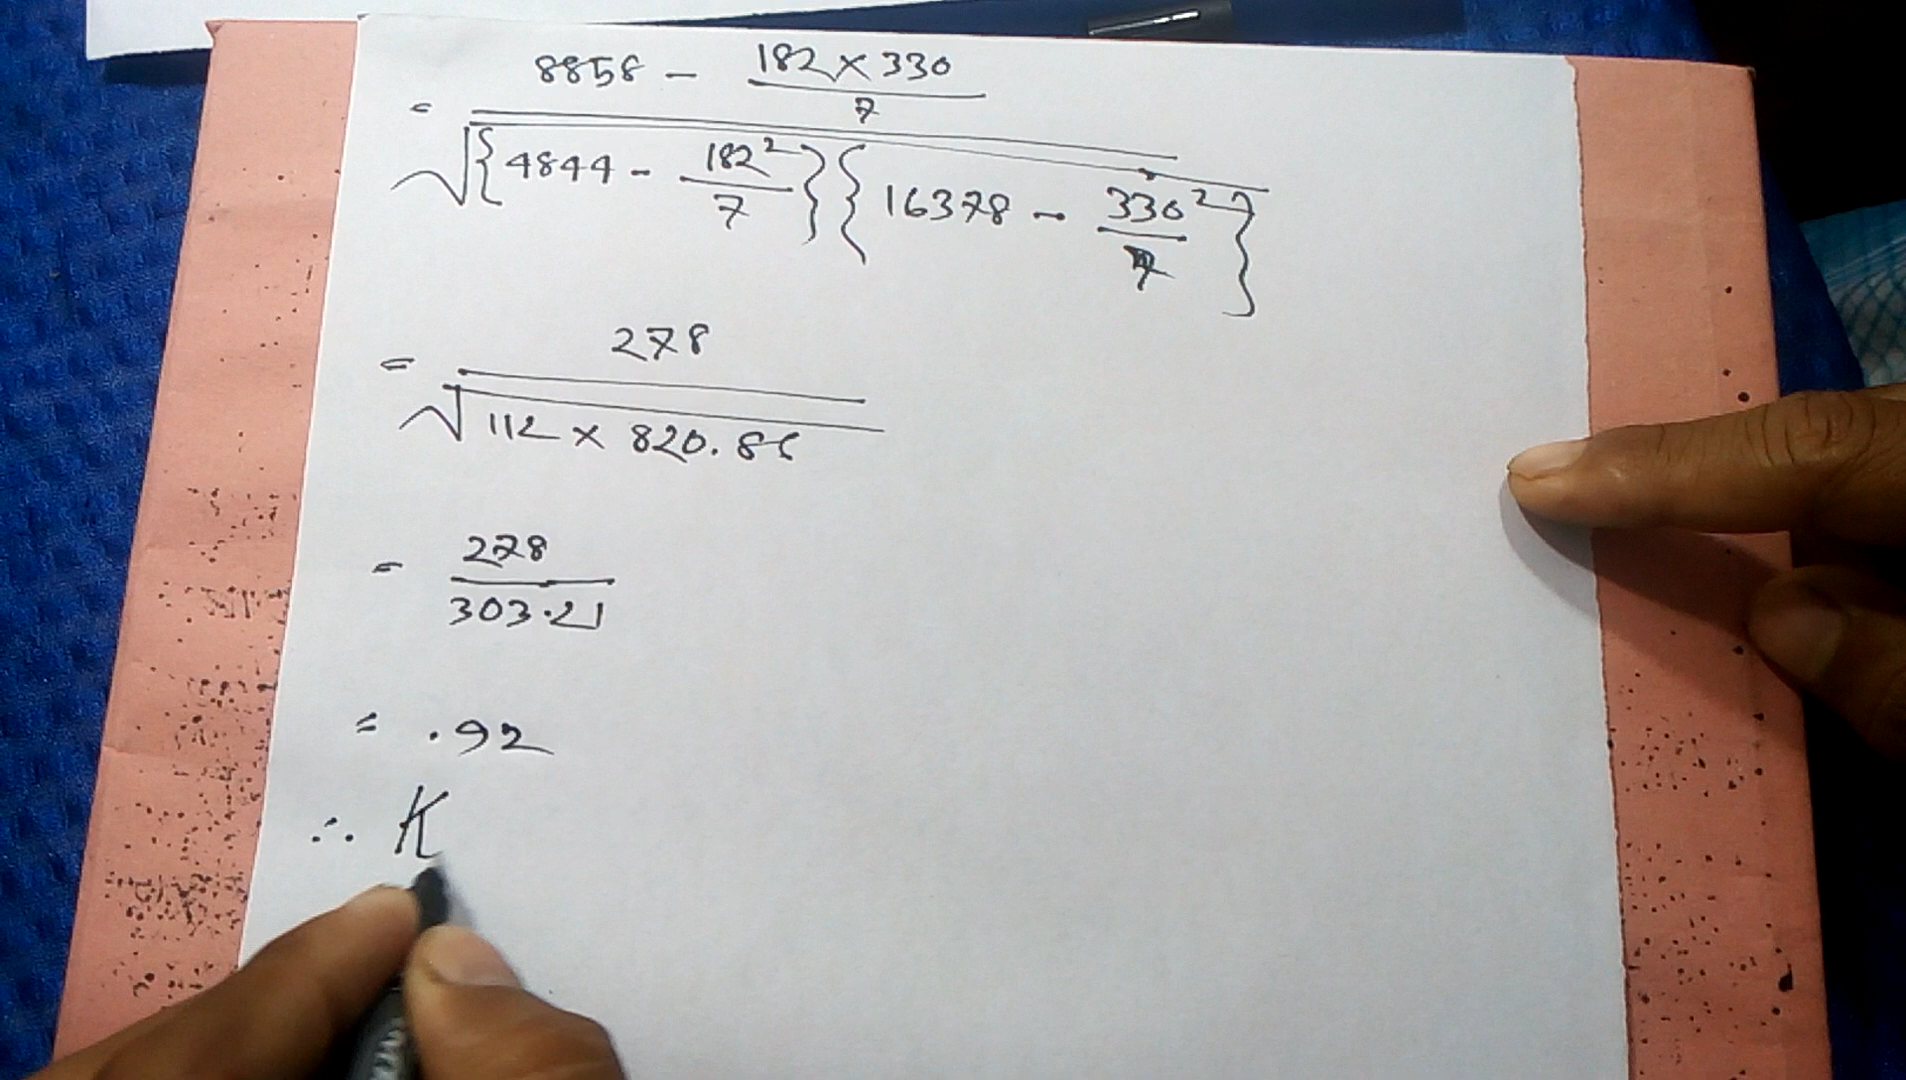 = 8858 - 182 × 330 / 7
√{4844 - 182² / 7}{16378 - 330² / 7}
= 278
√112 × 820.86
= 278
303.21
= .92
∴ K